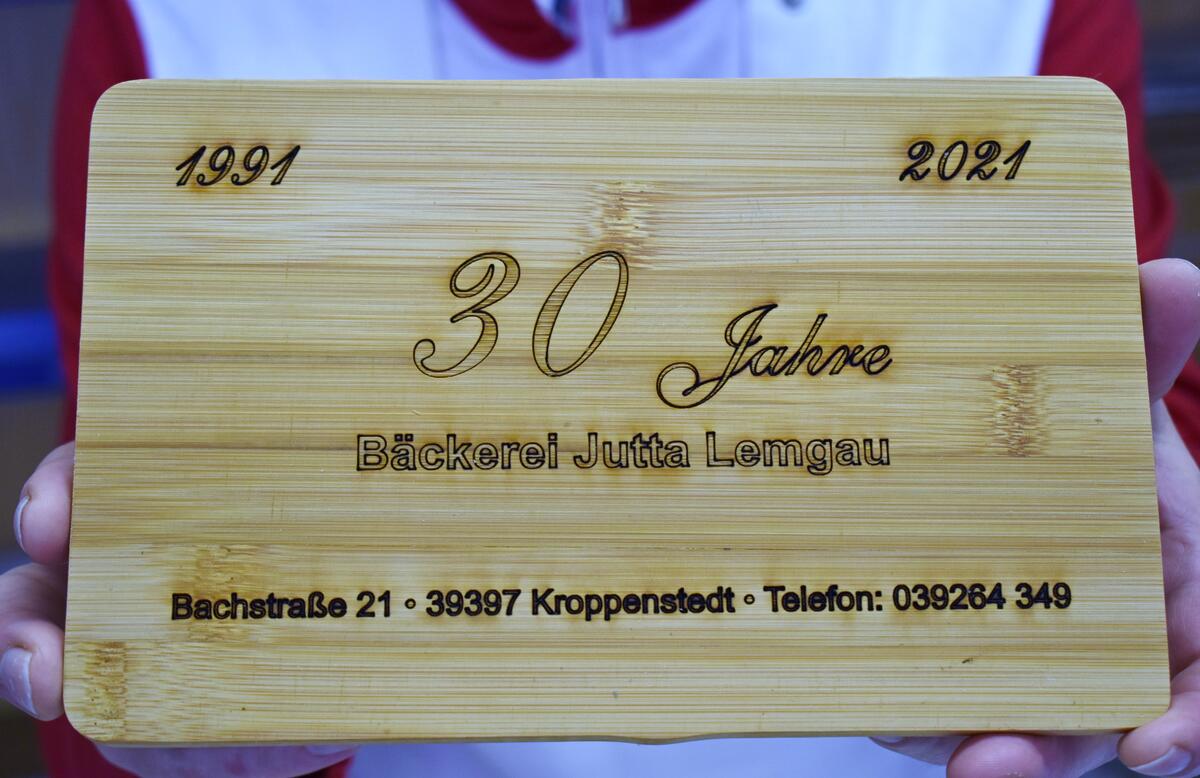 1991 2021
30 Jahre
Bäckerei Jutta Lemgau
Bachstraße 21 ∘ 39397 Kroppenstedt ∘ Telefon: 039264 349